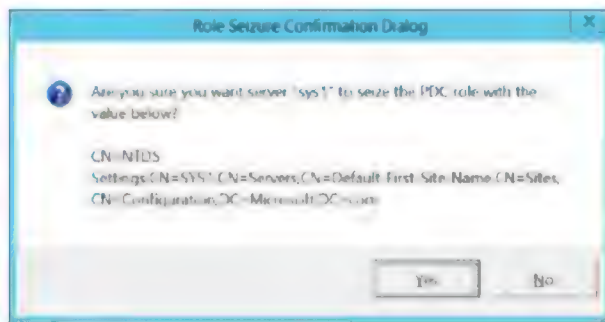 Role Seizure Confirmation Dialog
Are you sure you want server "sys1" to seize the PDC role with the
value below?
CN=NTDS
Settings,CN=SYS1,CN=Servers,CN=Default-First-Site-Name,CN=Sites,
CN=Configuration,DC=Microsoft,DC=com
Yes
No